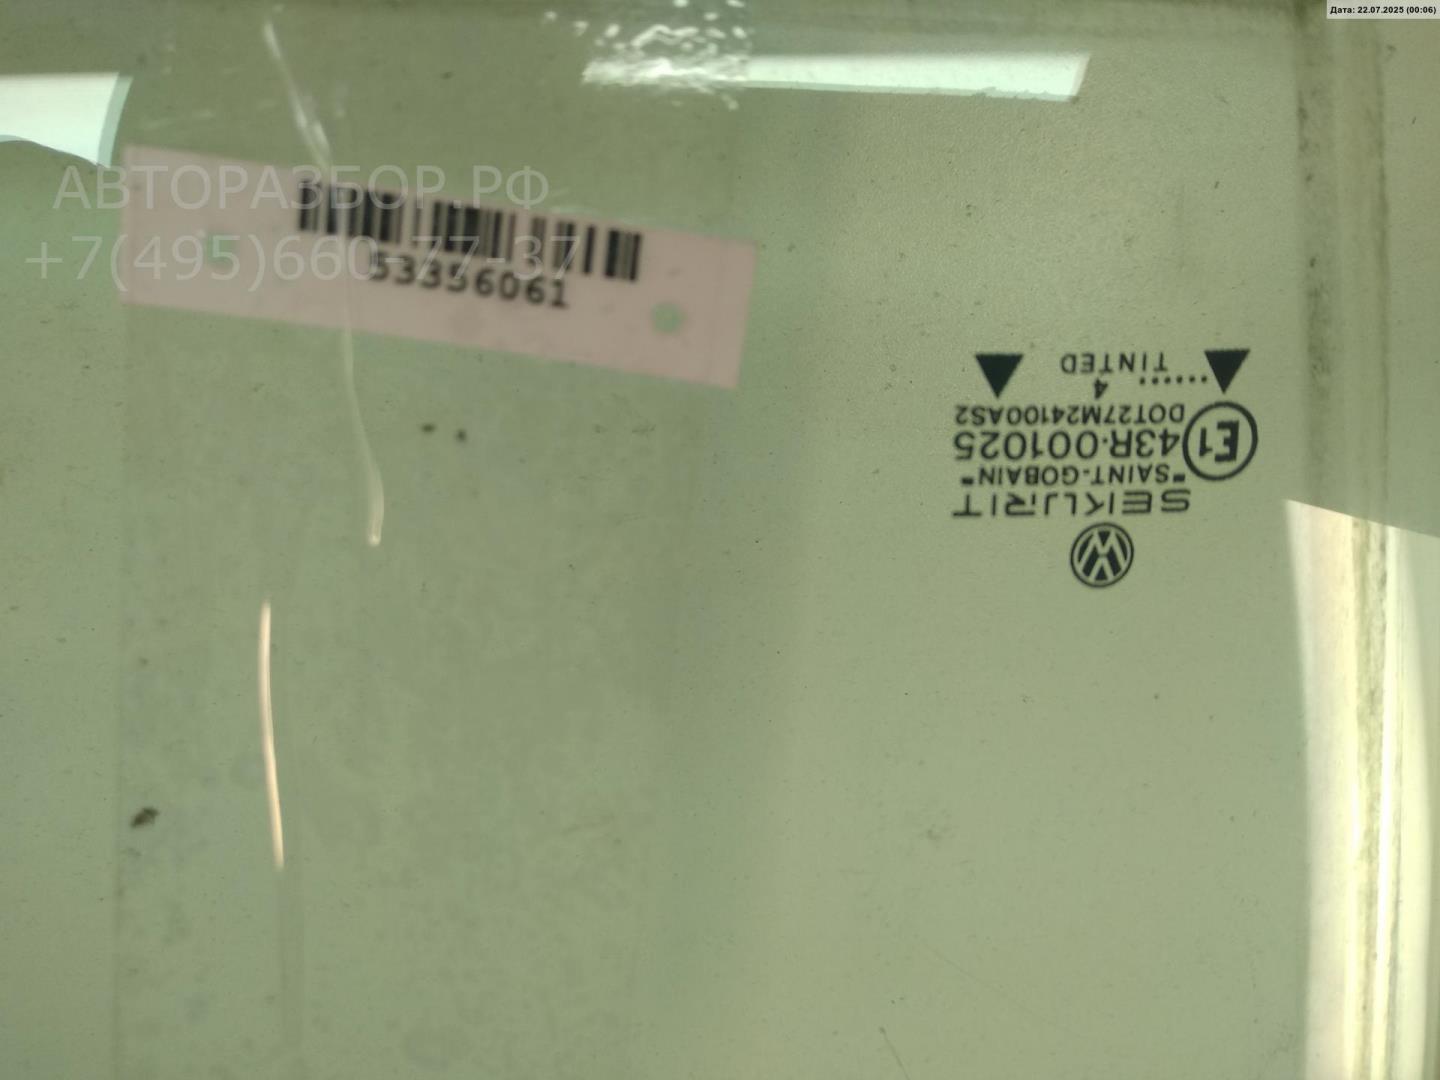 Дата: 22.07.2025 (00:06)
АВТОРАЗБОР.РФ
+7(495)660-77-37
53356061
SEKURIT
"SAINT-GOBAIN"
E1 43R-001025
DOT27M24100AS2
......4
TINTED